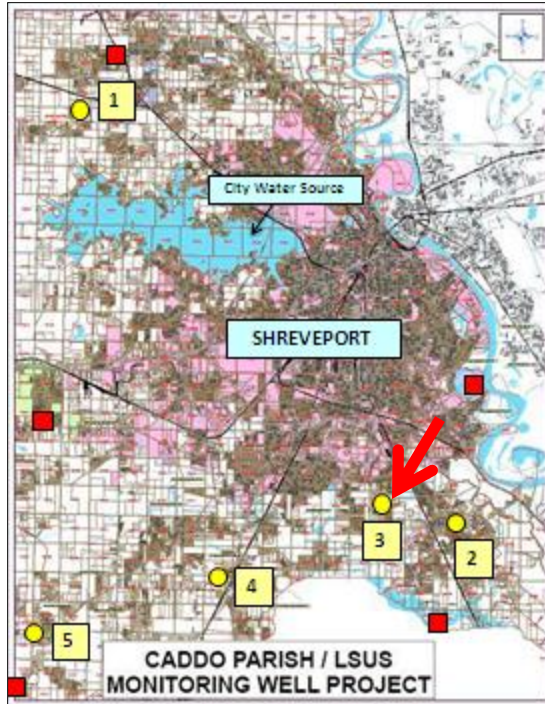 1
City Water Source
SHREVEPORT
3
2
4
5
CADDO PARISH / LSUS
MONITORING WELL PROJECT